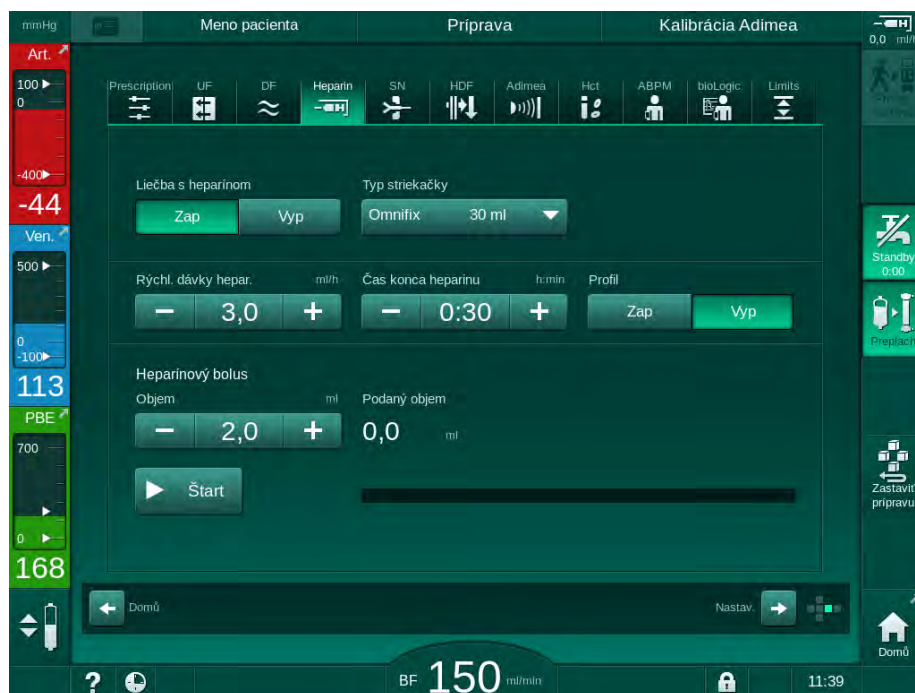 mmHg
Meno pacienta
Príprava
Kalibrácia Adimea
0,0 ml/h
Art.
100
0
-400
-44
Ven.
500
0
-100
113
PBE
700
0
168
Prescription
UF
DF
Heparin
SN
HDF
Adimea
Hct
ABPM
bioLogic
Limits
Liečba s heparínom
Typ striekačky
Zap
Vyp
Omnifix 30 ml
Rýchl. dávky hepar. ml/h
Čas konca heparinu h:min
Profil
3,0
0:30
Zap
Vyp
Heparínový bolus
Objem ml
Podaný objem
2,0
0,0 ml
Štart
Domů
Nastav.
Standby
0:00
Preplach
Zastaviť
prípravu
Domů
?
BF 150 ml/min
11:39